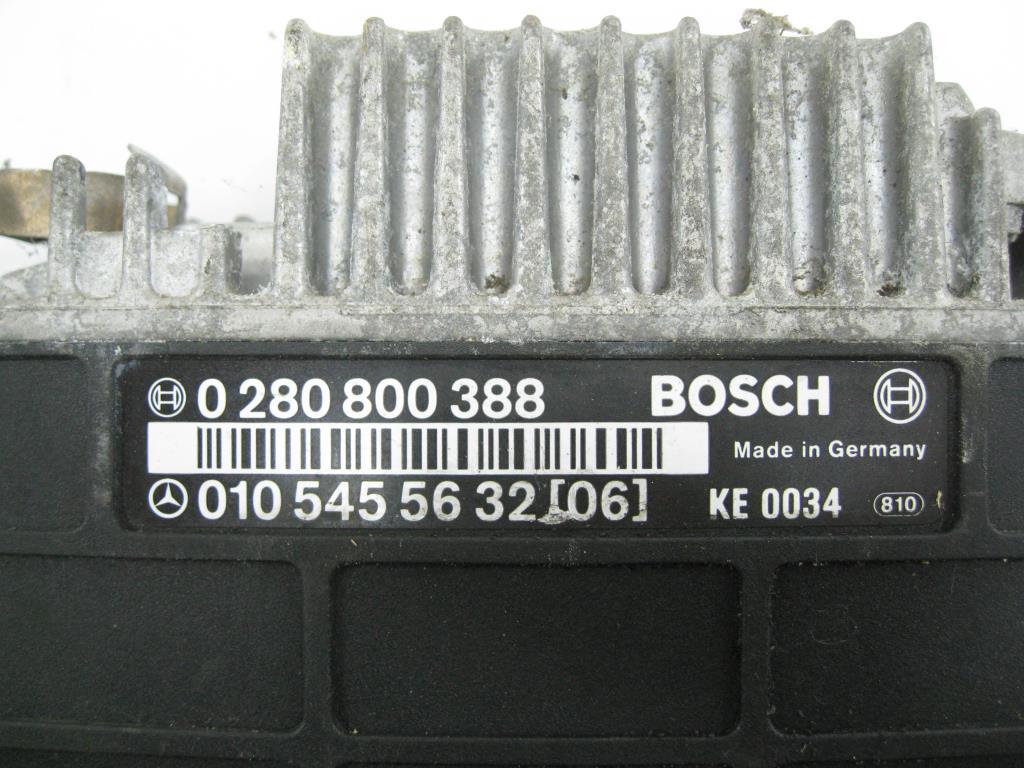 0 280 800 388 BOSCH
Made in Germany
010 545 56 32 [06] KE 0034 810